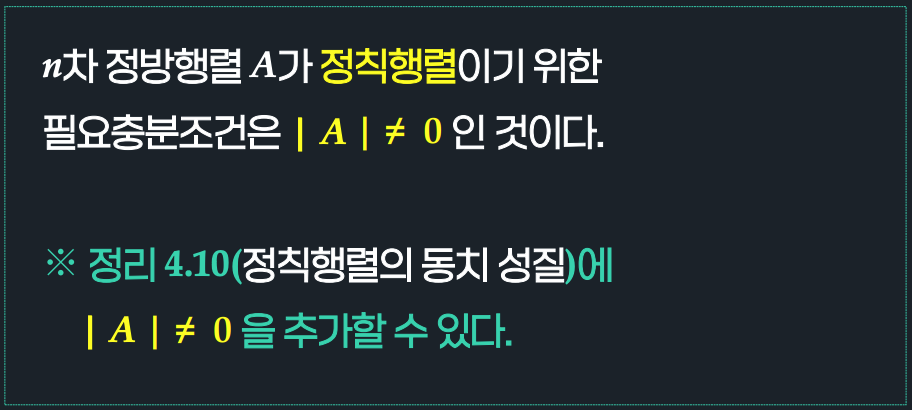 n차 정방행렬 A가 정칙행렬이기 위한
필요충분조건은 | A | ≠ 0 인 것이다.
※ 정리 4.10(정칙행렬의 동치 성질)에
| A | ≠ 0 을 추가할 수 있다.